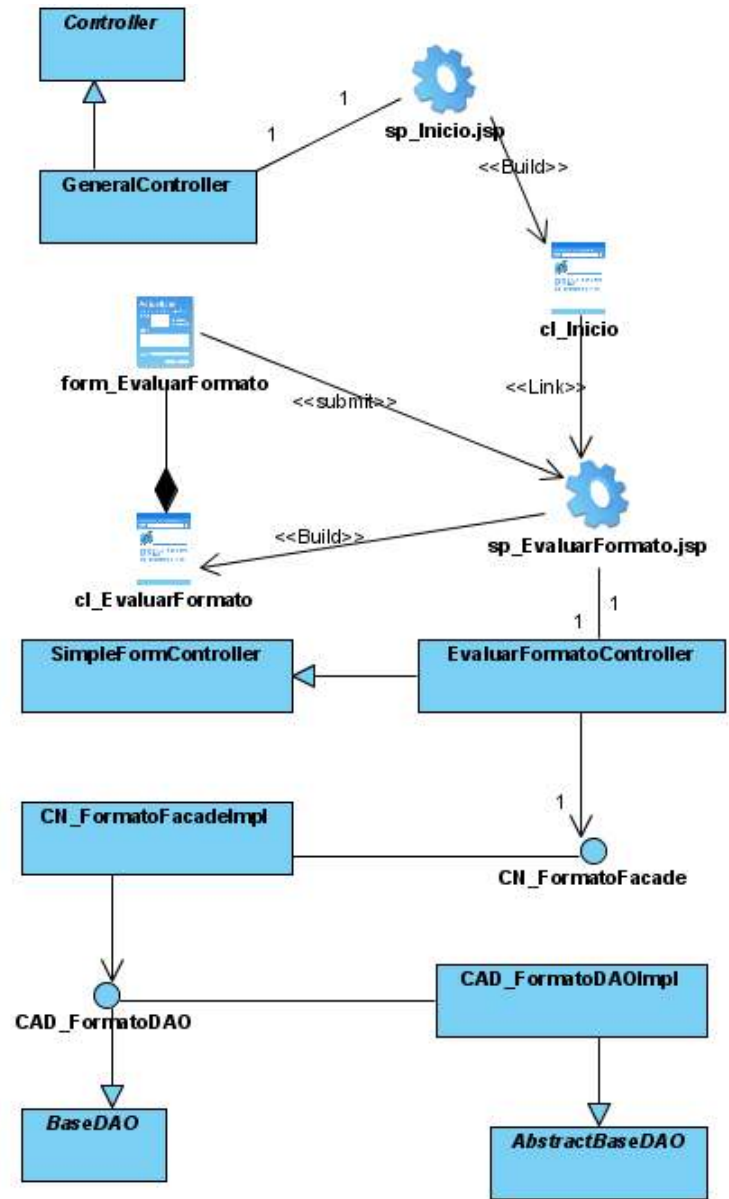 Controller
1
1
sp_Inicio.jsp
<<Build>>
GeneralController
cl_Inicio
form_EvaluarFormato
<<submit>>
<<Link>>
<<Build>>
sp_EvaluarFormato.jsp
cl_EvaluarFormato
1
1
SimpleFormController
EvaluarFormatoController
1
CN_FormatoFacadeImpl
CN_FormatoFacade
CAD_FormatoDAOImpl
CAD_FormatoDAO
BaseDAO
AbstractBaseDAO